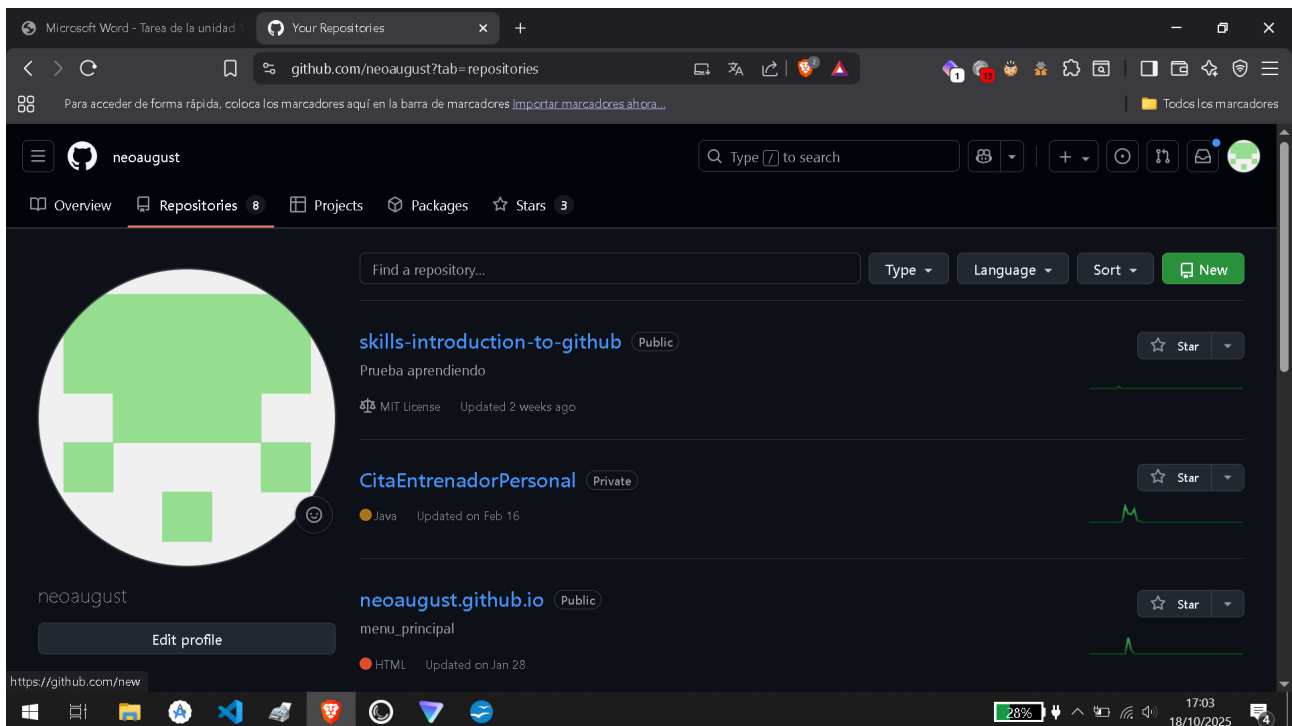 Microsoft Word - Tarea de la unidad 1
Your Repositories
github.com/neoaugust?tab=repositories
1
13
Para acceder de forma rápida, coloca los marcadores aquí en la barra de marcadores Importar marcadores ahora...
Todos los marcadores
neoaugust
Type / to search
Overview
Repositories 8
Projects
Packages
Stars 3
Find a repository...
Type
Language
Sort
New
skills-introduction-to-github Public
Star
Prueba aprendiendo
MIT License Updated 2 weeks ago
CitaEntrenadorPersonal Private
Star
Java Updated on Feb 16
neoaugust
neoaugust.github.io Public
Star
menu_principal
Edit profile
HTML Updated on Jan 28
https://github.com/new
28%
17:03
18/10/2025
4